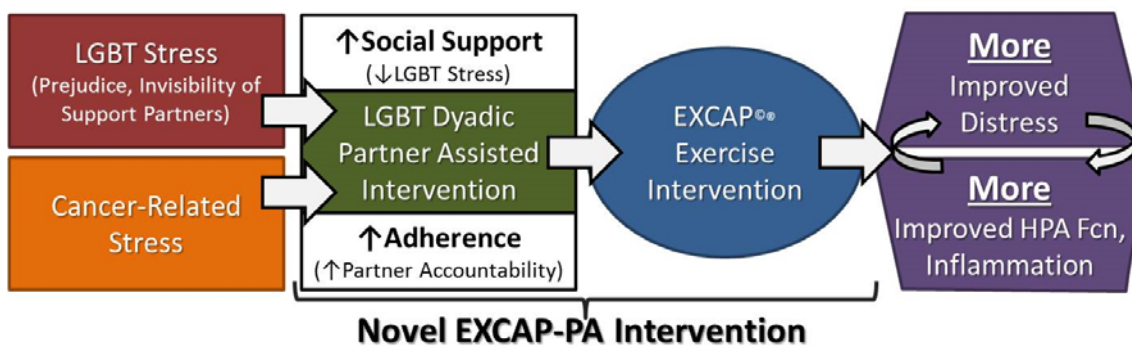 LGBT Stress
(Prejudice, Invisibility of
Support Partners)
Cancer-Related
Stress
↑Social Support
(↓LGBT Stress)
LGBT Dyadic
Partner Assisted
Intervention
↑Adherence
(↑Partner Accountability)
EXCAP©®
Exercise
Intervention
More
Improved
Distress
More
Improved HPA Fcn,
Inflammation
Novel EXCAP-PA Intervention